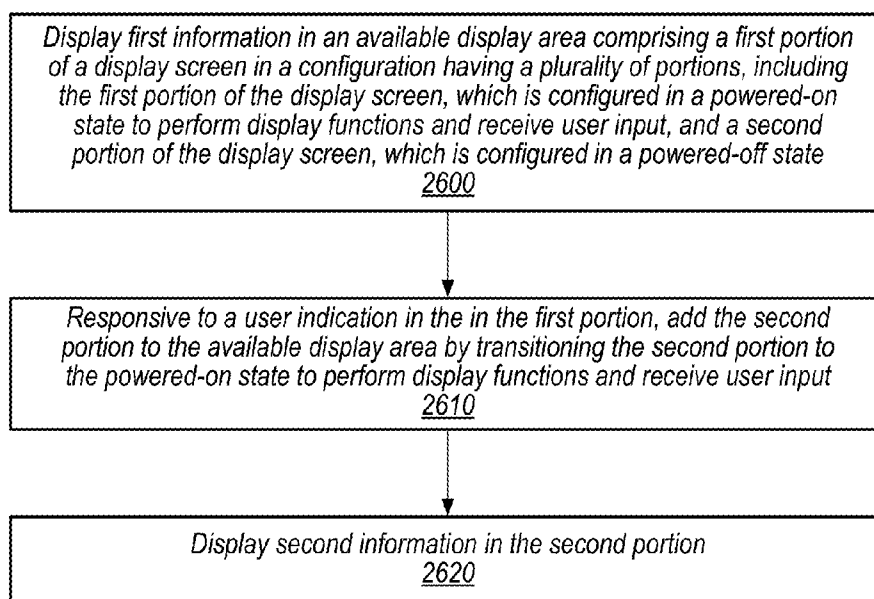 Display first information in an available display area comprising a first portion
of a display screen in a configuration having a plurality of portions, including
the first portion of the display screen, which is configured in a powered-on
state to perform display functions and receive user input, and a second
portion of the display screen, which is configured in a powered-off state
2600
Responsive to a user indication in the in the first portion, add the second
portion to the available display area by transitioning the second portion to
the powered-on state to perform display functions and receive user input
2610
Display second information in the second portion
2620